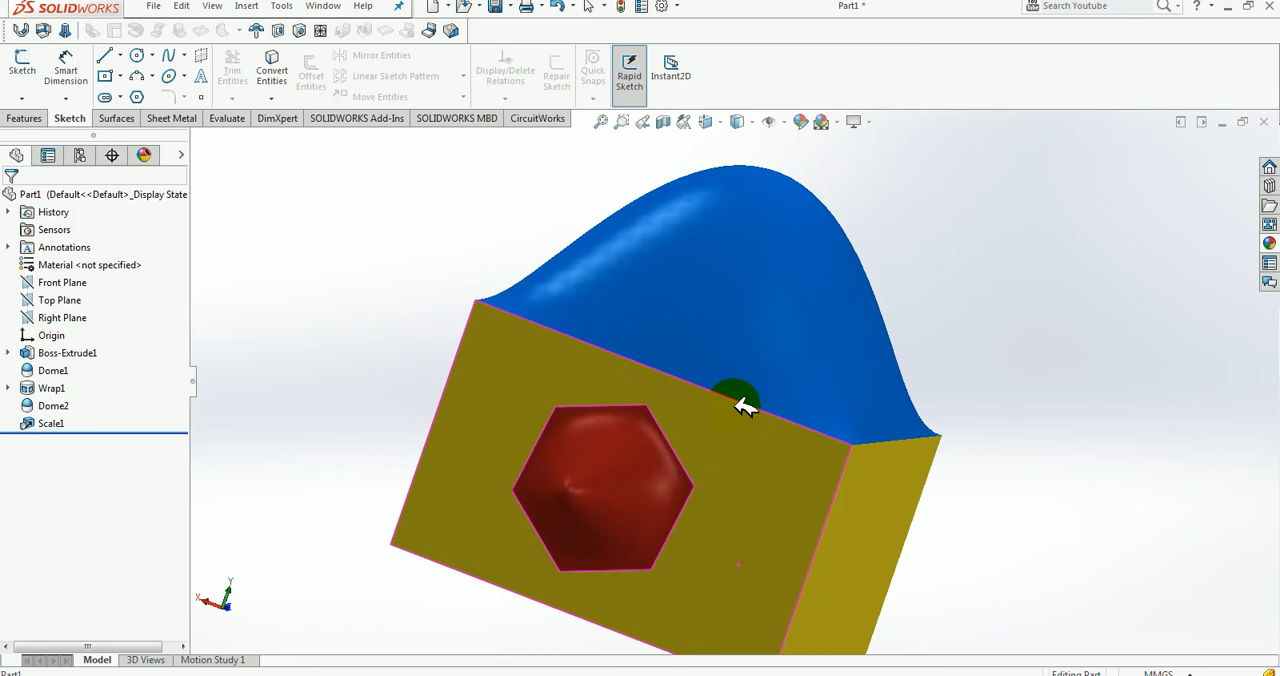 SOLIDWORKS File Edit View Insert Tools Window Help Part1 * Search Youtube
Sketch Smart Dimension Trim Entities Convert Entities Offset Entities Mirror Entities Linear Sketch Pattern Move Entities Display/Delete Relations Repair Sketch Quick Snaps Rapid Sketch Instant2D
Features Sketch Surfaces Sheet Metal Evaluate DimXpert SOLIDWORKS Add-Ins SOLIDWORKS MBD CircuitWorks
Part1 (Default<<Default>_Display State
History
Sensors
Annotations
Material <not specified>
Front Plane
Top Plane
Right Plane
Origin
Boss-Extrude1
Dome1
Wrap1
Dome2
Scale1
Y
X
Model 3D Views Motion Study 1
Part1 Editing Part MMGS